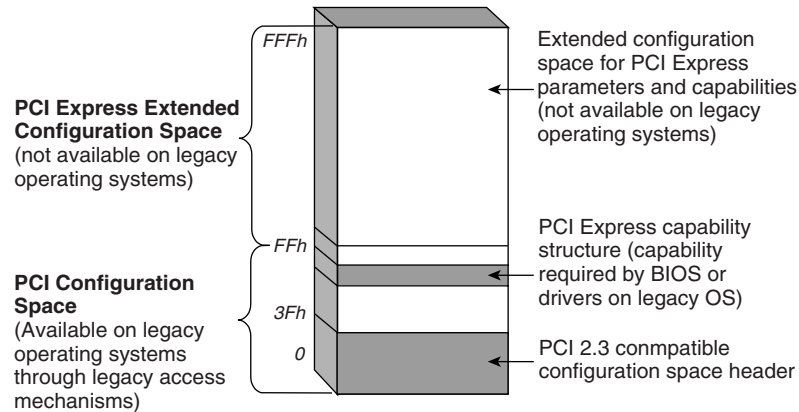 FFFh
PCI Express Extended
Configuration Space
(not available on legacy
operating systems)
FFh
PCI Configuration
Space
(Available on legacy
operating systems
through legacy access
mechanisms)
3Fh
0
Extended configuration
space for PCI Express
parameters and capabilities
(not available on legacy
operating systems)
PCI Express capability
structure (capability
required by BIOS or
drivers on legacy OS)
PCI 2.3 conmpatible
configuration space header